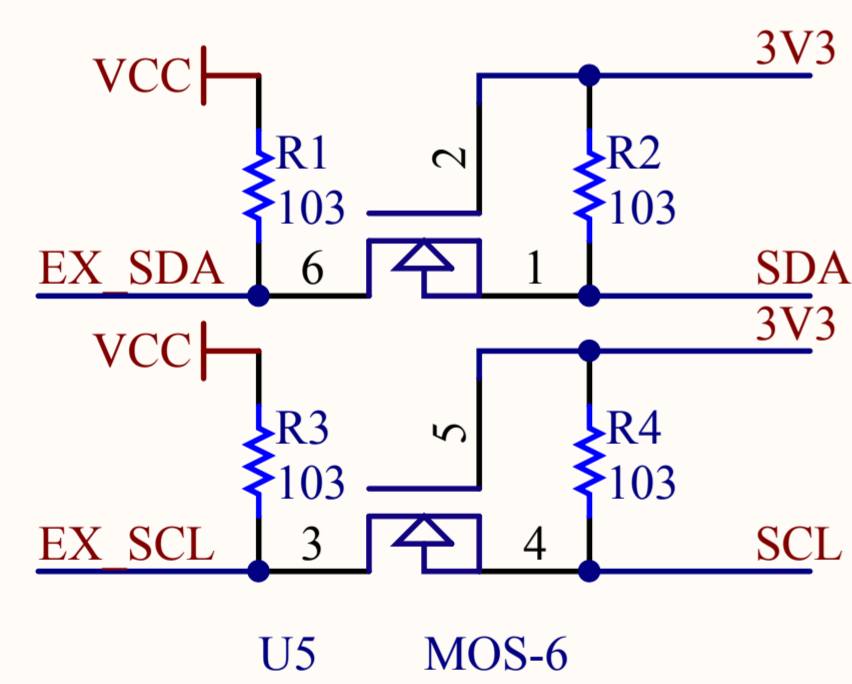 3V3
VCC
R1
103
2
R2
103
EX_SDA
6
1
SDA
3V3
VCC
R3
103
5
R4
103
EX_SCL
3
4
SCL
U5
MOS-6